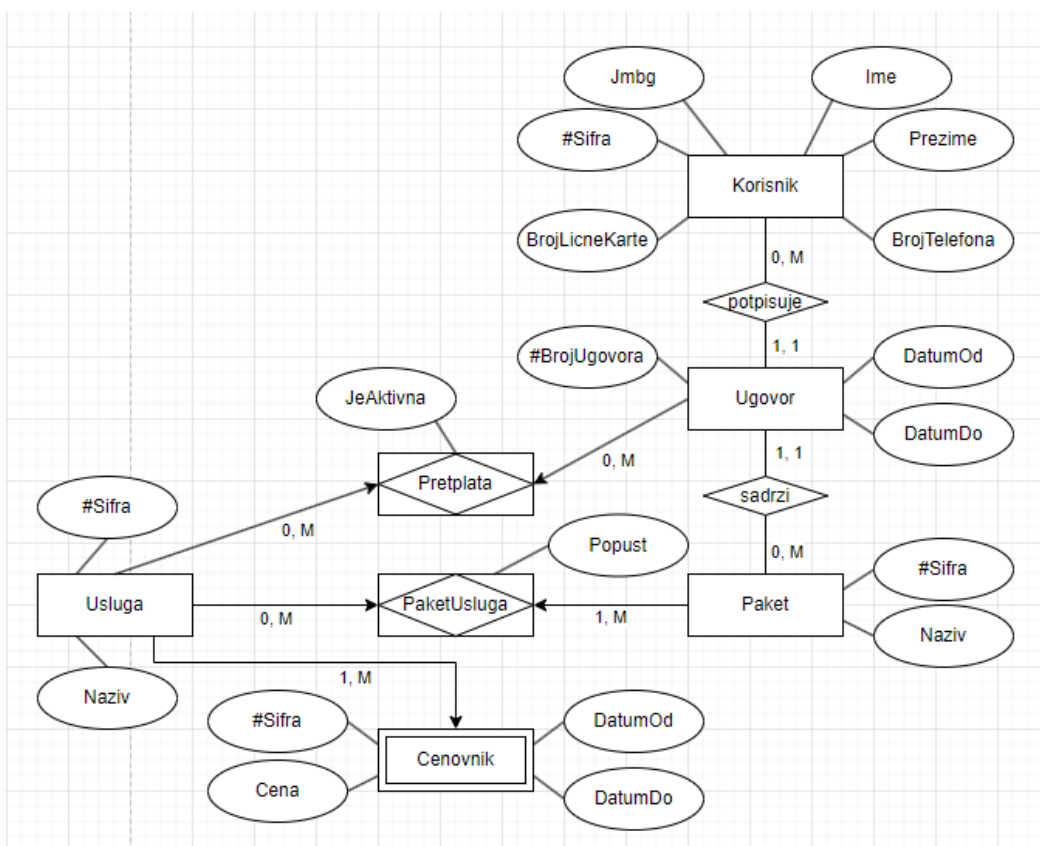 Jmbg
Ime
#Sifra
Prezime
Korisnik
BrojLicneKarte
BrojTelefona
0, M
potpisuje
1, 1
#BrojUgovora
DatumOd
JeAktivna
Ugovor
DatumDo
1, 1
0, M
Pretplata
sadrzi
#Sifra
0, M
Popust
0, M
#Sifra
Usluga
PaketUsluga
Paket
0, M
1, M
Naziv
1, M
Naziv
#Sifra
DatumOd
Cenovnik
Cena
DatumDo